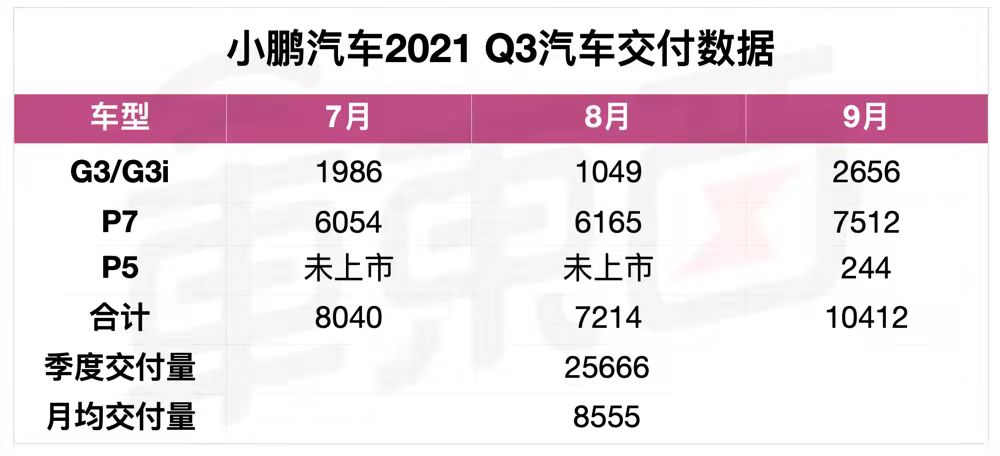 小鹏汽车2021 Q3汽车交付数据
车型 7月 8月 9月
G3/G3i 1986 1049 2656
P7 6054 6165 7512
P5 未上市 未上市 244
合计 8040 7214 10412
季度交付量 25666
月均交付量 8555
车东西